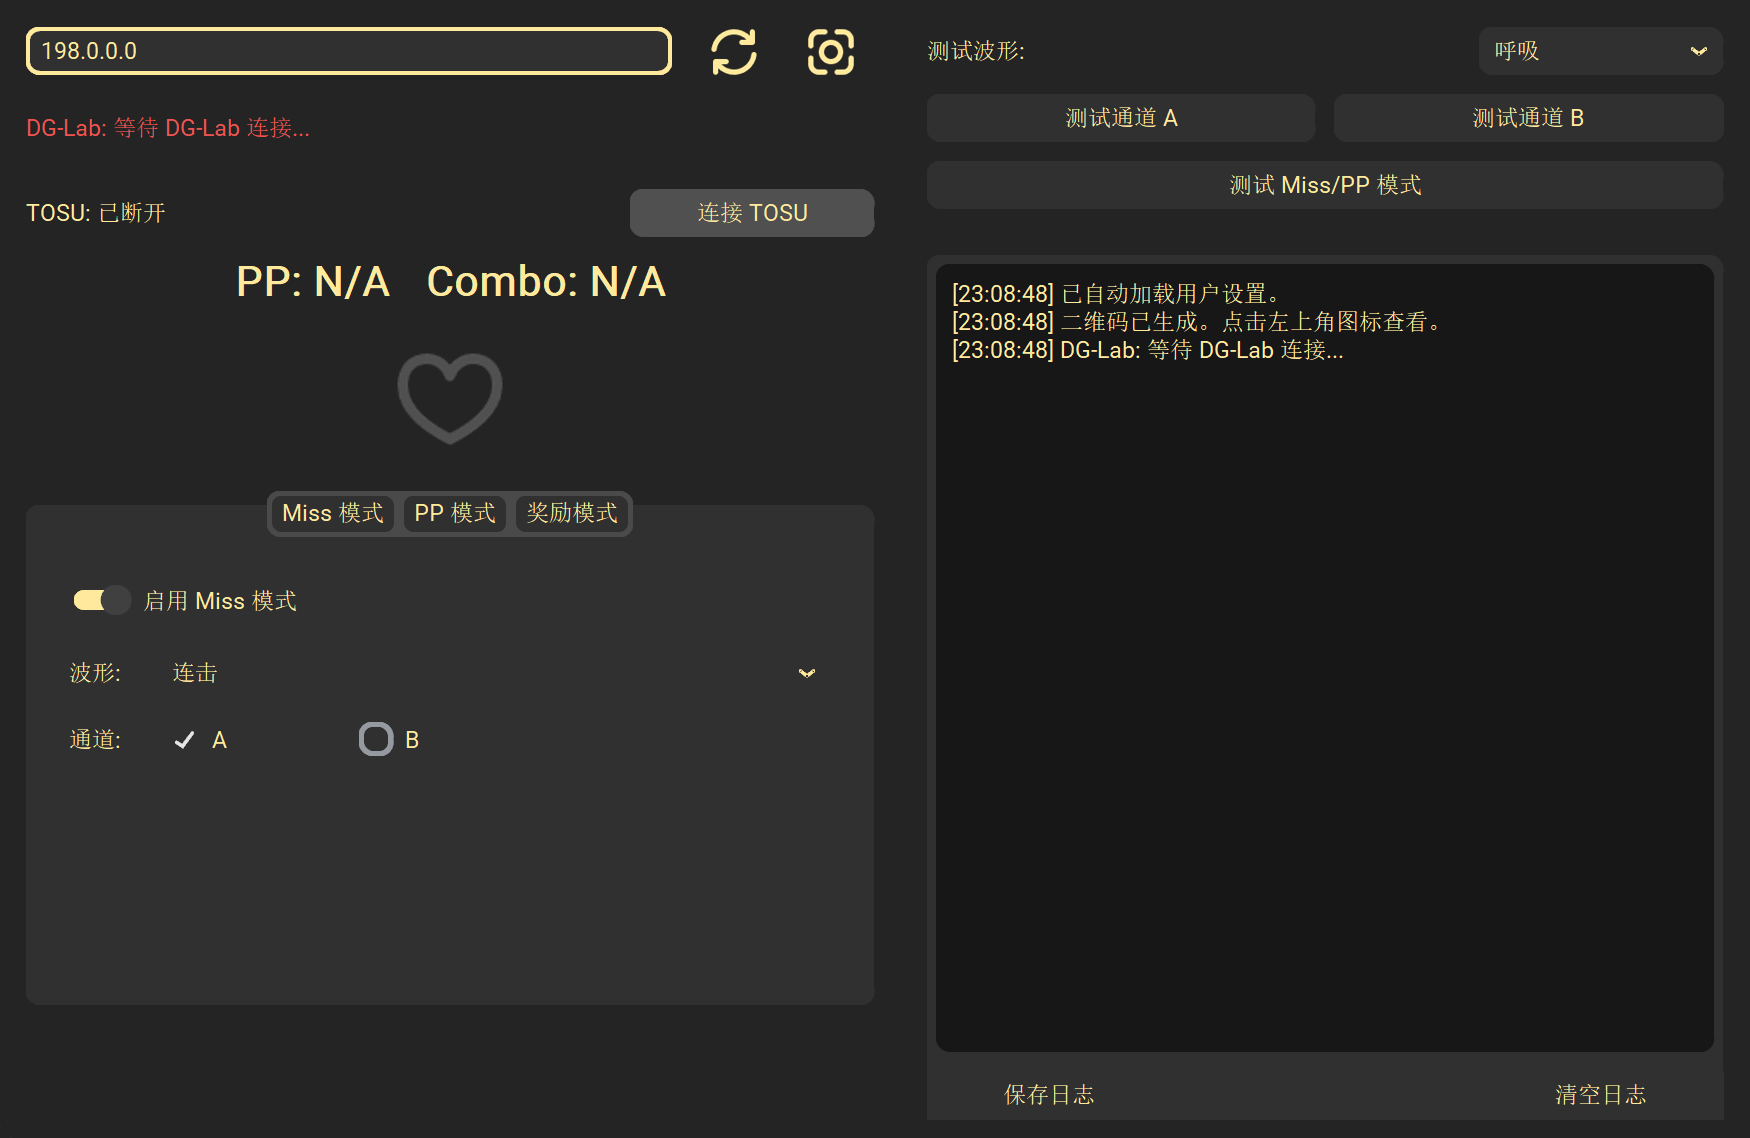 198.0.0.0
DG-Lab: 等待 DG-Lab 连接...
TOSU: 已断开
连接 TOSU
PP: N/A Combo: N/A
Miss 模式
PP 模式
奖励模式
启用 Miss 模式
波形: 连击
通道: A B
测试波形: 呼吸
测试通道 A
测试通道 B
测试 Miss/PP 模式
[23:08:48] 已自动加载用户设置。
[23:08:48] 二维码已生成。点击左上角图标查看。
[23:08:48] DG-Lab: 等待 DG-Lab 连接...
保存日志
清空日志